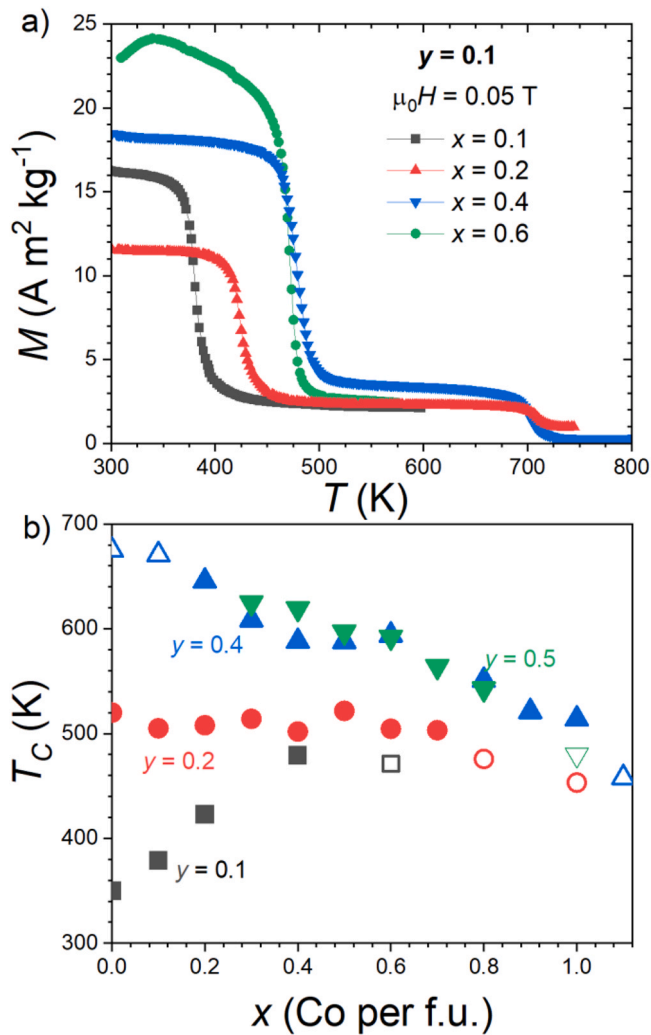 a)
25
20
15
10
5
0
M (A m² kg⁻¹)
y = 0.1
μ₀H = 0.05 T
x = 0.1
x = 0.2
x = 0.4
x = 0.6
300 400 500 600 700 800
T (K)
b)
700
600
500
400
300
T_C (K)
y = 0.4
y = 0.5
y = 0.2
y = 0.1
0.0 0.2 0.4 0.6 0.8 1.0
x (Co per f.u.)